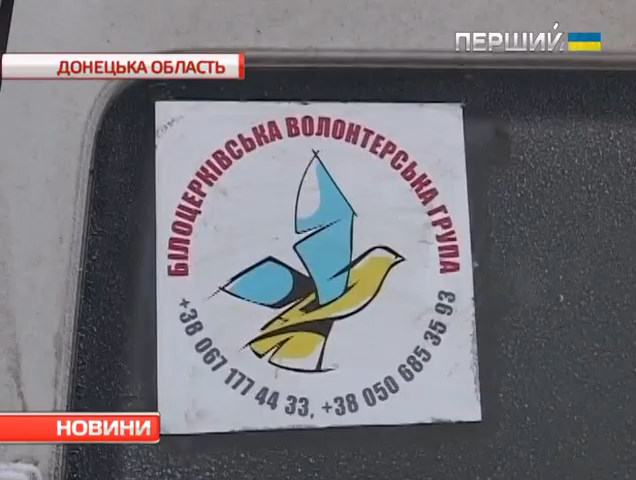 ПЕРШИЙ
ДОНЕЦЬКА ОБЛАСТЬ
БІЛОЦЕРКІВСЬКА ВОЛОНТЕРСЬКА ГРУПА
+38 067 177 44 33, +38 050 685 35 93
НОВИНИ